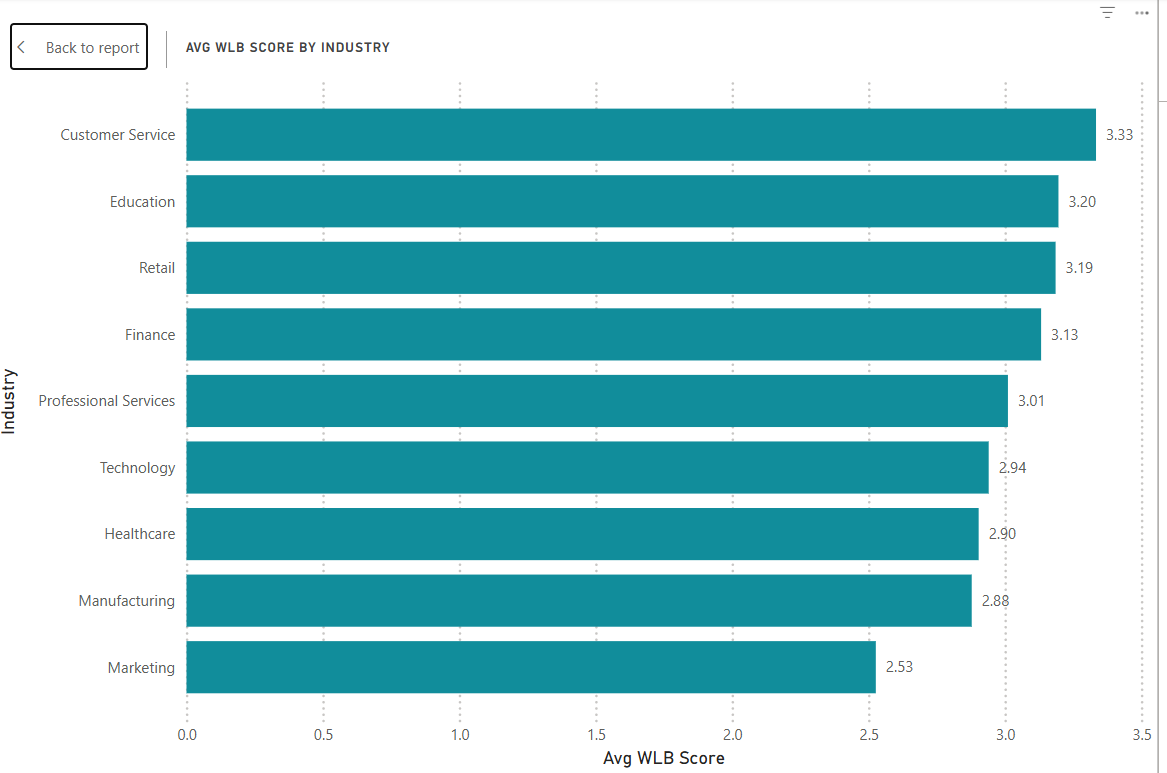 Back to report
AVG WLB SCORE BY INDUSTRY
Industry
Customer Service 3.33
Education 3.20
Retail 3.19
Finance 3.13
Professional Services 3.01
Technology 2.94
Healthcare 2.90
Manufacturing 2.88
Marketing 2.53
0.0 0.5 1.0 1.5 2.0 2.5 3.0 3.5
Avg WLB Score